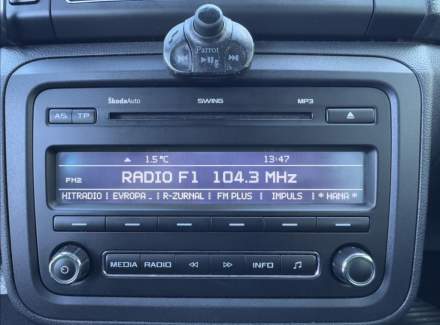 Parrot
ŠkodaAuto SWING MP3
AS TP
1.5°C 13:47
RADIO F1 104.3 MHz
FM2
HITRADIO | EVROPA . | R-ZURNAL | FM PLUS | IMPULS | * HANA *
MEDIA RADIO INFO